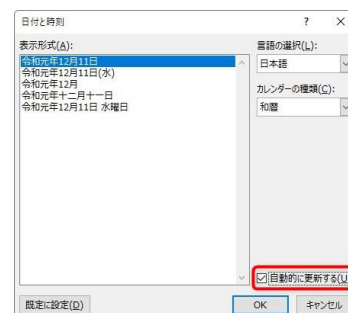 日付と時刻 ? ×
表示形式(A): 言語の選択(L):
令和元年12月11日 日本語
令和元年12月11日(水)
令和元年12月 カレンダーの種類(C):
令和元年十二月十一日 和暦
令和元年12月11日 水曜日
自動的に更新する(U
既定に設定(D) OK キャンセル